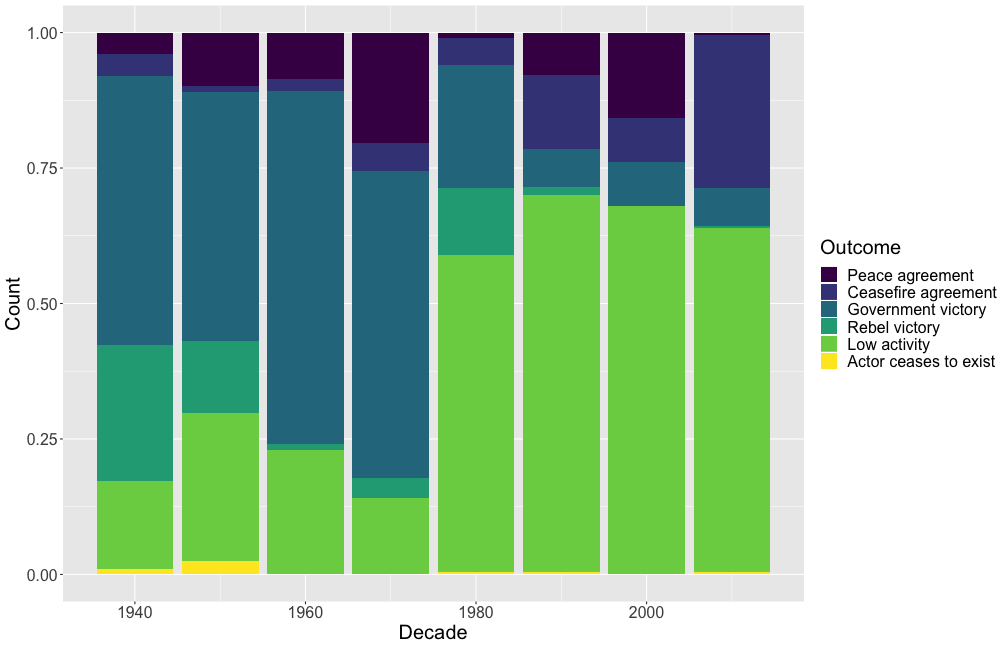 1.00
0.75
0.50
0.25
0.00
Count
1940
1960
1980
2000
Decade
Outcome
Peace agreement
Ceasefire agreement
Government victory
Rebel victory
Low activity
Actor ceases to exist